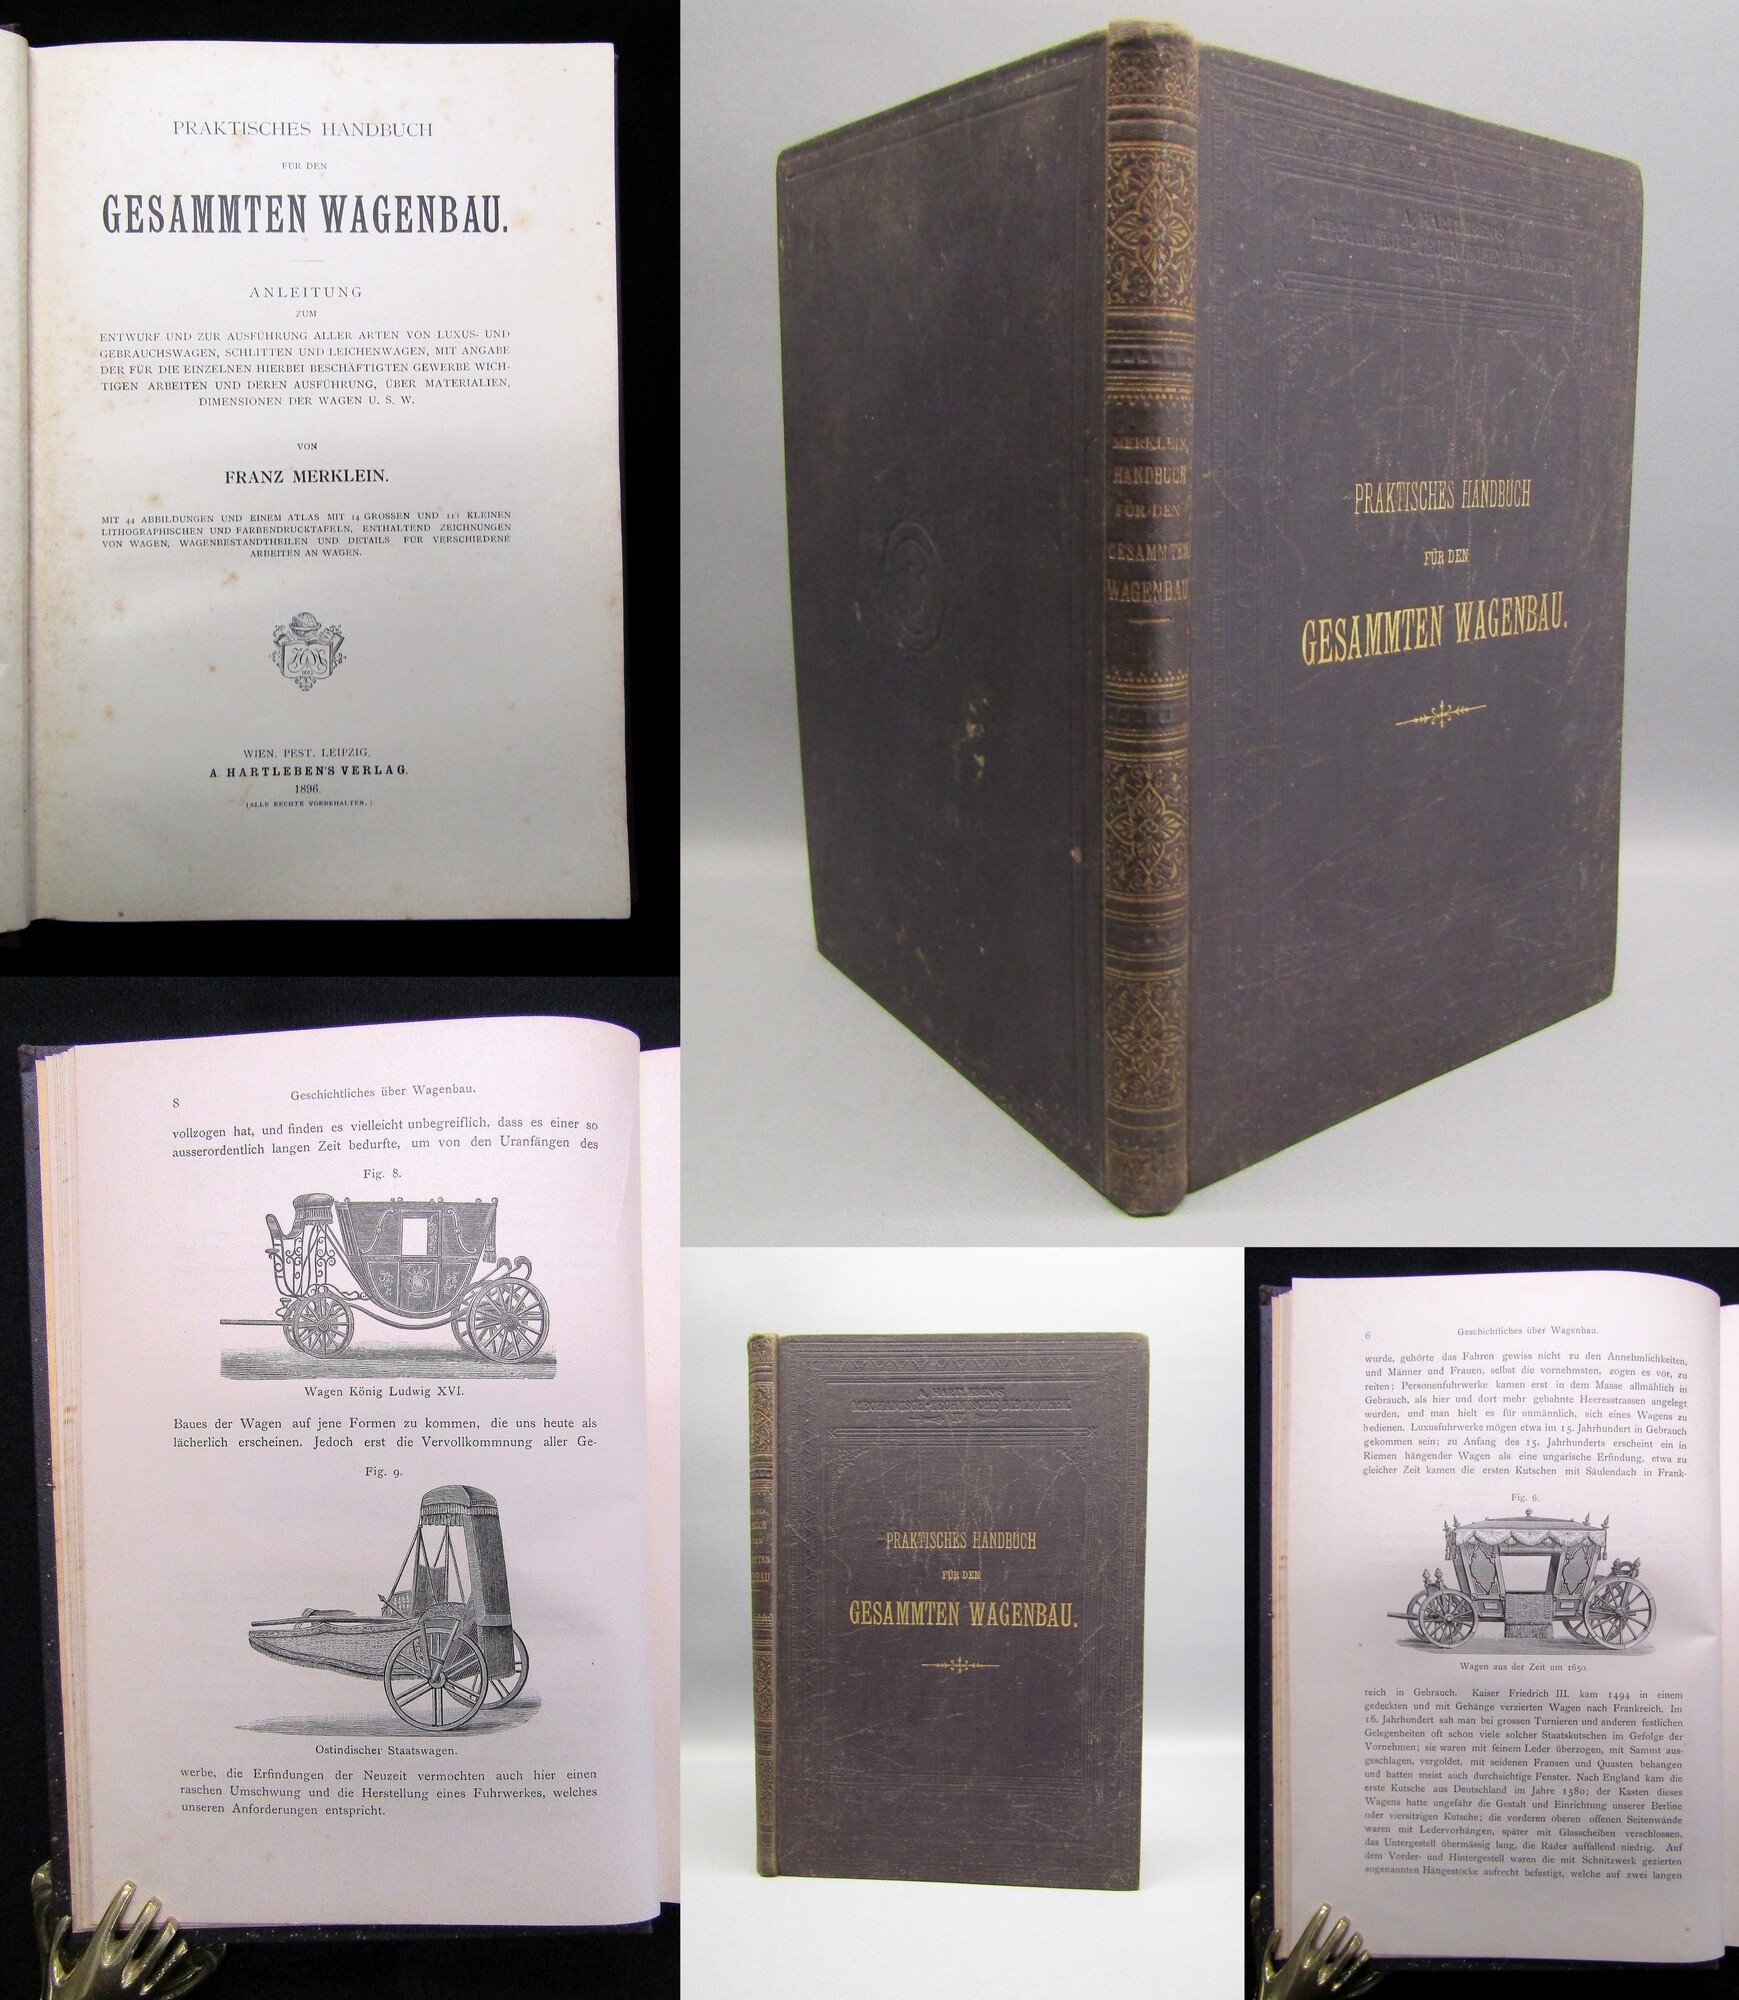 PRAKTISCHES HANDBUCH
FÜR DEN
GESAMMTEN WAGENBAU.
ANLEITUNG
ZUM
ENTWURF UND ZUR AUSFÜHRUNG ALLER ARTEN VON LUXUS- UND
GEBRAUCHSWAGEN, SCHLITTEN UND LEICHENWAGEN, MIT ANGABE
DER FÜR DIE EINZELNEN HIERBEI BESCHÄFTIGTEN GEWERBE WICH-
TIGEN ARBEITEN UND DEREN AUSFÜHRUNG, ÜBER MATERIALIEN,
DIMENSIONEN DER WAGEN U. S. W.
VON
FRANZ MERKLEIN.
MIT 44 ABBILDUNGEN UND EINEM ATLAS MIT 14 GROSSEN UND KLEINEN
LITHOGRAPHISCHEN UND FARBENDRUCKTAFELN, ENTHALTEND ZEICHNUNGEN
VON WAGEN, WAGENBESTANDTHEILEN UND DETAILS FÜR VERSCHIEDENE
ARBEITEN AN WAGEN.
WIEN. PEST. LEIPZIG.
A. HARTLEBEN'S VERLAG.
1896.
(ALLE RECHTE VORBEHALTEN.)
MERKLEIN,
HANDBUCH
FÜR DEN
GESAMMTEN
WAGENBAU
A. HARTLEBEN'S
MECHANISCH-TECHNISCHE BIBLIOTHEK
PRAKTISCHES HANDBUCH
FÜR DEN
GESAMMTEN WAGENBAU.
8
Geschichtliches über Wagenbau.
vollzogen hat, und finden es vielleicht unbegreiflich, dass es einer so
ausserordentlich langen Zeit bedurfte, um von den Uranfängen des
Fig. 8.
Wagen König Ludwig XVI.
Baues der Wagen auf jene Formen zu kommen, die uns heute als
lächerlich erscheinen. Jedoch erst die Vervollkommnung aller Ge-
Fig. 9.
Ostindischer Staatswagen.
werbe, die Erfindungen der Neuzeit vermochten auch hier einen
raschen Umschwung und die Herstellung eines Fuhrwerkes, welches
unseren Anforderungen entspricht.
A. HARTLEBEN'S
MECHANISCH-TECHNISCHE BIBLIOTHEK
PRAKTISCHES HANDBUCH
FÜR DEN
GESAMMTEN WAGENBAU.
6
Geschichtliches über Wagenbau.
wurde, gehörte das Fahren gewiss nicht zu den Annehmlichkeiten,
und Männer und Frauen, selbst die vornehmsten, zogen es vor, zu
reiten; Personenfuhrwerke kamen erst in dem Masse allmählich in
Gebrauch, als hier und dort mehr gebahnte Heeresstrassen angelegt
wurden, und man hielt es für unmännlich, sich eines Wagens zu
bedienen. Luxusfuhrwerke mögen etwa im 15. Jahrhundert in Gebrauch
gekommen sein; zu Anfang des 15. Jahrhunderts erscheint ein in
Riemen hängender Wagen als eine ungarische Erfindung, etwa zu
gleicher Zeit kamen die ersten Kutschen mit Säulendach in Frank-
Fig. 6.
Wagen aus der Zeit um 1650.
reich in Gebrauch. Kaiser Friedrich III. kam 1494 in einem
gedeckten und mit Gehänge verzierten Wagen nach Frankreich. Im
16. Jahrhundert sah man bei grossen Turnieren und anderen festlichen
Gelegenheiten oft schon viele solcher Staatskutschen im Gefolge der
Vornehmen; sie waren mit feinem Leder überzogen, mit Sammt aus-
geschlagen, vergoldet, mit seidenen Fransen und Quasten behangen
und hatten meist auch durchsichtige Fenster. Nach England kam die
erste Kutsche aus Deutschland im Jahre 1580; der Kasten dieses
Wagens hatte ungefähr die Gestalt und Einrichtung unserer Berline
oder viersitzigen Kutsche; die vorderen oberen offenen Seitenwände
waren mit Ledervorhängen, später mit Glasscheiben verschlossen,
das Untergestell übermässig lang, die Räder auffallend niedrig. Auf
dem Vorder- und Hintergestell waren die mit Schnitzwerk gezierten
sogenannten Hängestöcke aufrecht befestigt, welche auf zwei langen